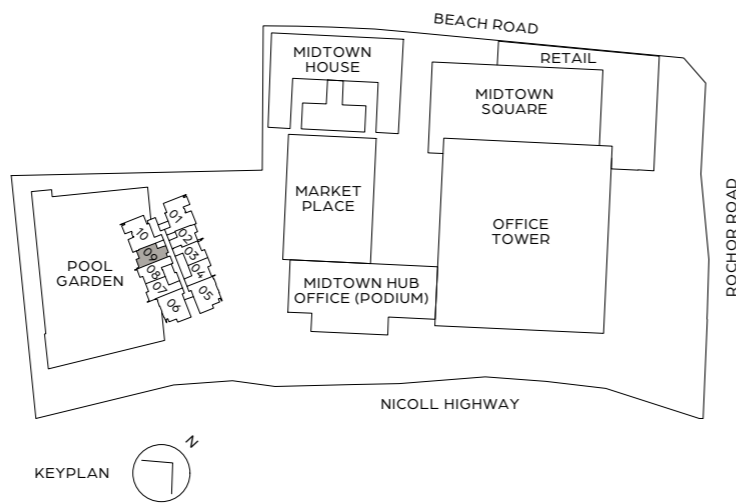 BEACH ROAD
MIDTOWN
HOUSE
RETAIL
MIDTOWN
SQUARE
MARKET
PLACE
OFFICE
TOWER
ROCHOR ROAD
01
02
03
04
05
10
09
08
07
06
POOL
GARDEN
MIDTOWN HUB
OFFICE (PODIUM)
NICOLL HIGHWAY
N
KEYPLAN